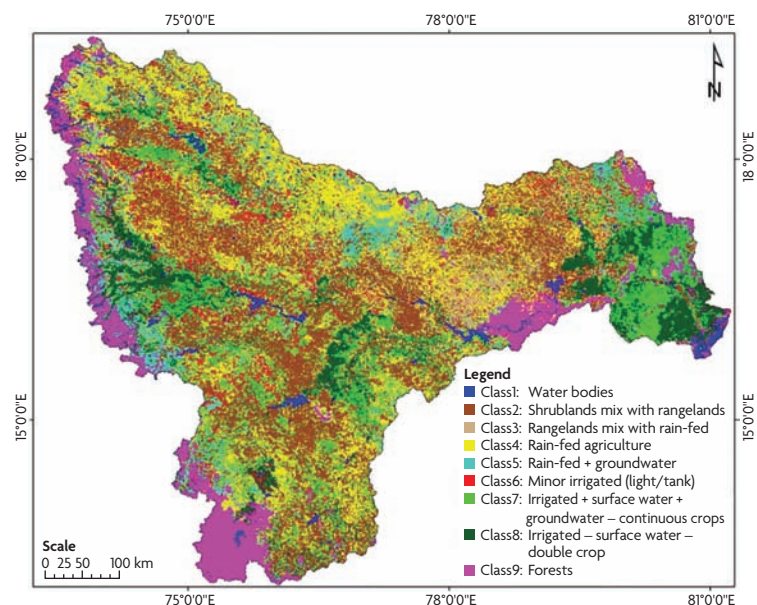 75°0'0"E 78°0'0"E 81°0'0"E
N
18°0'0"E 18°0'0"E
15°0'0"E 15°0'0"E
Legend
Class1: Water bodies
Class2: Shrublands mix with rangelands
Class3: Rangelands mix with rain-fed
Class4: Rain-fed agriculture
Class5: Rain-fed + groundwater
Class6: Minor irrigated (light/tank)
Class7: Irrigated + surface water +
groundwater – continuous crops
Class8: Irrigated – surface water –
double crop
Class9: Forests
Scale
0 25 50 100 km
75°0'0"E 78°0'0"E 81°0'0"E